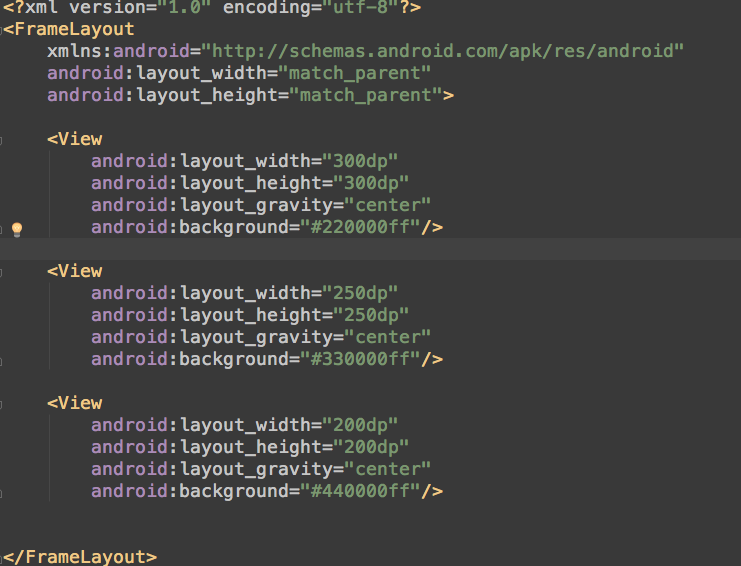 <?xml version="1.0" encoding="utf-8"?>
<FrameLayout
    xmlns:android="http://schemas.android.com/apk/res/android"
    android:layout_width="match_parent"
    android:layout_height="match_parent">

    <View
        android:layout_width="300dp"
        android:layout_height="300dp"
        android:layout_gravity="center"
        android:background="#220000ff"/>

    <View
        android:layout_width="250dp"
        android:layout_height="250dp"
        android:layout_gravity="center"
        android:background="#330000ff"/>

    <View
        android:layout_width="200dp"
        android:layout_height="200dp"
        android:layout_gravity="center"
        android:background="#440000ff"/>


</FrameLayout>